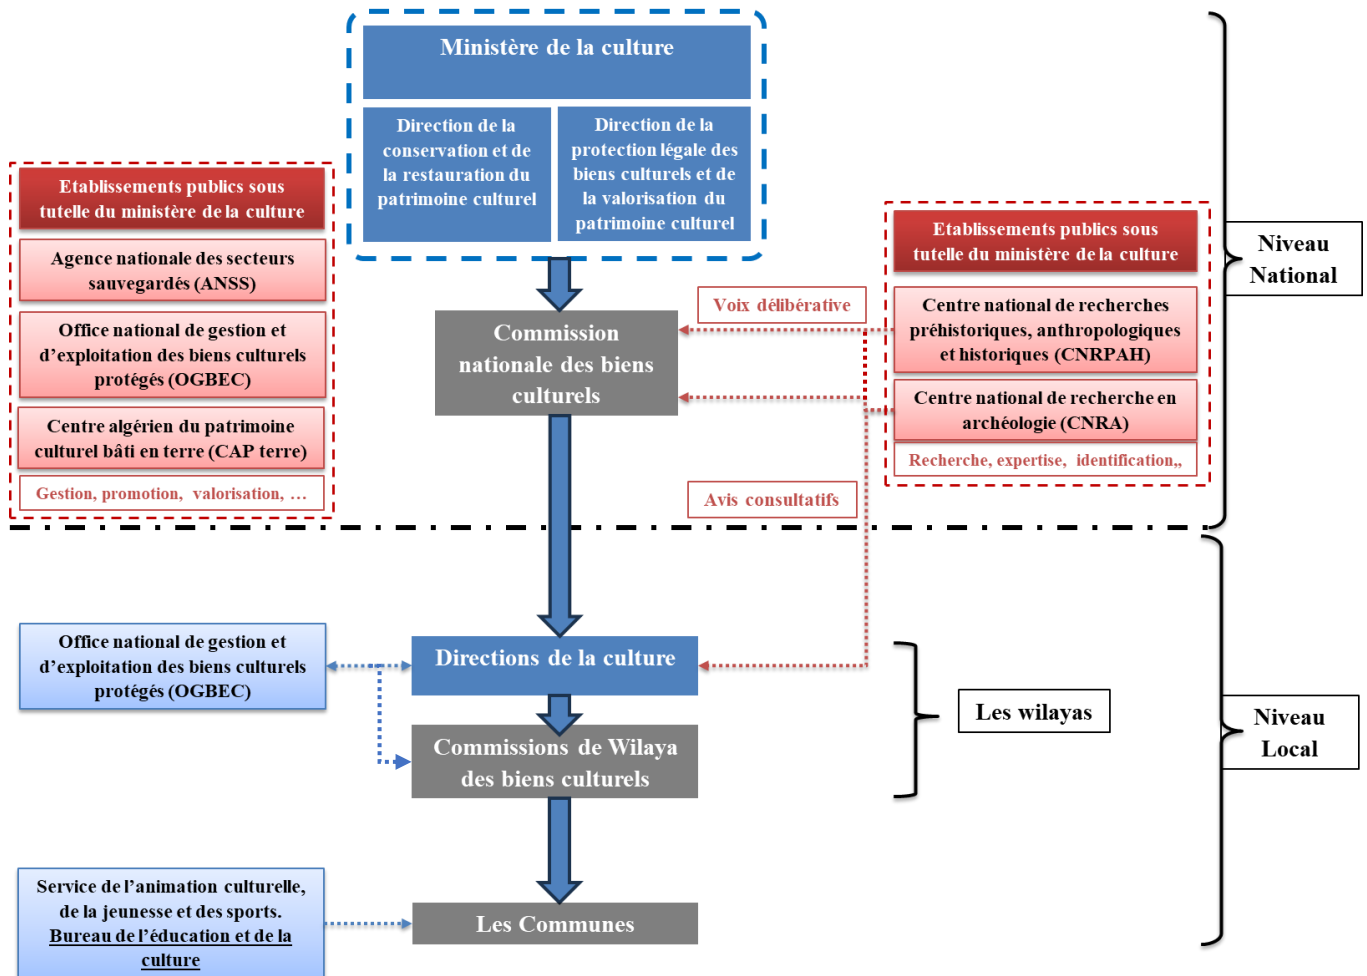 Ministère de la culture
Direction de la
conservation et de
la restauration du
patrimoine culturel
Direction de la
protection légale des
biens culturels et de
la valorisation du
patrimoine culturel
Etablissements publics sous
tutelle du ministère de la culture
Agence nationale des secteurs
sauvegardés (ANSS)
Office national de gestion et
d’exploitation des biens culturels
protégés (OGBEC)
Centre algérien du patrimoine
culturel bâti en terre (CAP terre)
Gestion, promotion, valorisation, …
Commission
nationale des biens
culturels
Voix délibérative
Avis consultatifs
Etablissements publics sous
tutelle du ministère de la culture
Centre national de recherches
préhistoriques, anthropologiques
et historiques (CNRPAH)
Centre national de recherche en
archéologie (CNRA)
Recherche, expertise, identification,,
Niveau
National
Office national de gestion et
d’exploitation des biens culturels
protégés (OGBEC)
Directions de la culture
Commissions de Wilaya
des biens culturels
Les wilayas
Niveau
Local
Service de l’animation culturelle,
de la jeunesse et des sports.
Bureau de l’éducation et de la
culture
Les Communes